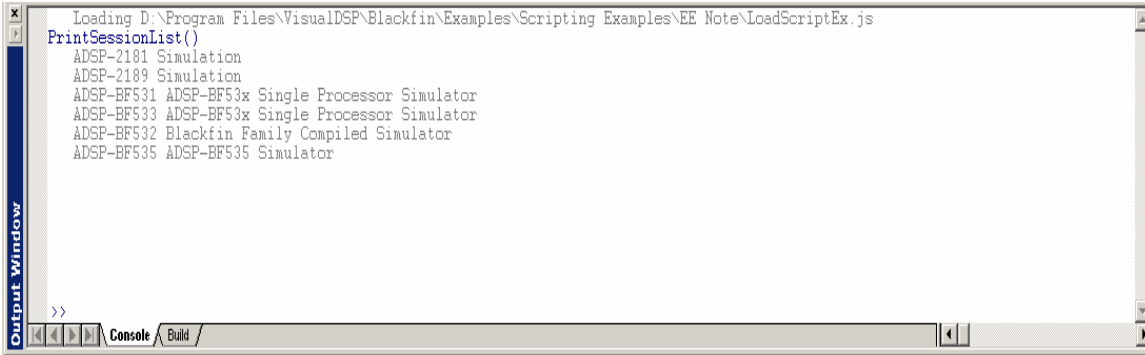 Loading D:\Program Files\VisualDSP\Blackfin\Examples\Scripting Examples\EE Note\LoadScriptEx.js
PrintSessionList()
ADSP-2181 Simulation
ADSP-2189 Simulation
ADSP-BF531 ADSP-BF53x Single Processor Simulator
ADSP-BF533 ADSP-BF53x Single Processor Simulator
ADSP-BF532 Blackfin Family Compiled Simulator
ADSP-BF535 ADSP-BF535 Simulator
>>
Output Window
Console
Build